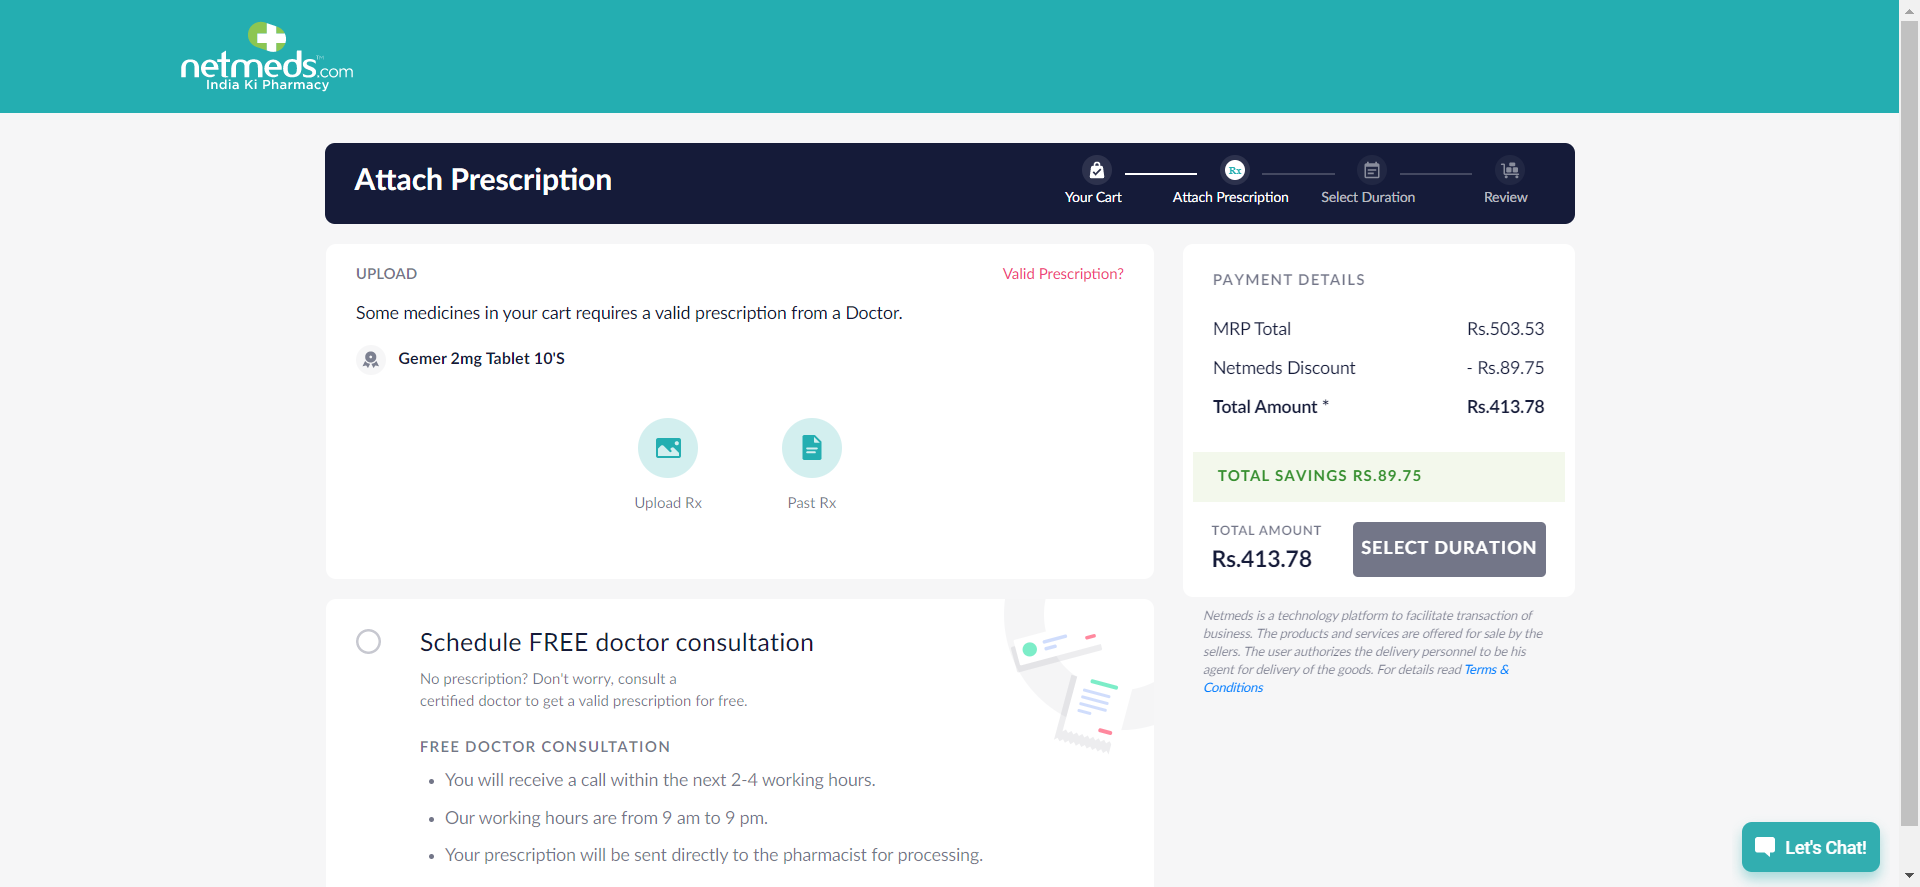 netmeds.com
India Ki Pharmacy
Attach Prescription
Rx
Your Cart
Attach Prescription
Select Duration
Review
UPLOAD
Valid Prescription?
Some medicines in your cart requires a valid prescription from a Doctor.
Gemer 2mg Tablet 10'S
Upload Rx
Past Rx
Schedule FREE doctor consultation
No prescription? Don't worry, consult a
certified doctor to get a valid prescription for free.
FREE DOCTOR CONSULTATION
• You will receive a call within the next 2-4 working hours.
• Our working hours are from 9 am to 9 pm.
• Your prescription will be sent directly to the pharmacist for processing.
PAYMENT DETAILS
MRP Total Rs.503.53
Netmeds Discount - Rs.89.75
Total Amount * Rs.413.78
TOTAL SAVINGS RS.89.75
TOTAL AMOUNT
Rs.413.78
SELECT DURATION
Netmeds is a technology platform to facilitate transaction of
business. The products and services are offered for sale by the
sellers. The user authorizes the delivery personnel to be his
agent for delivery of the goods. For details read Terms &
Conditions
Let's Chat!